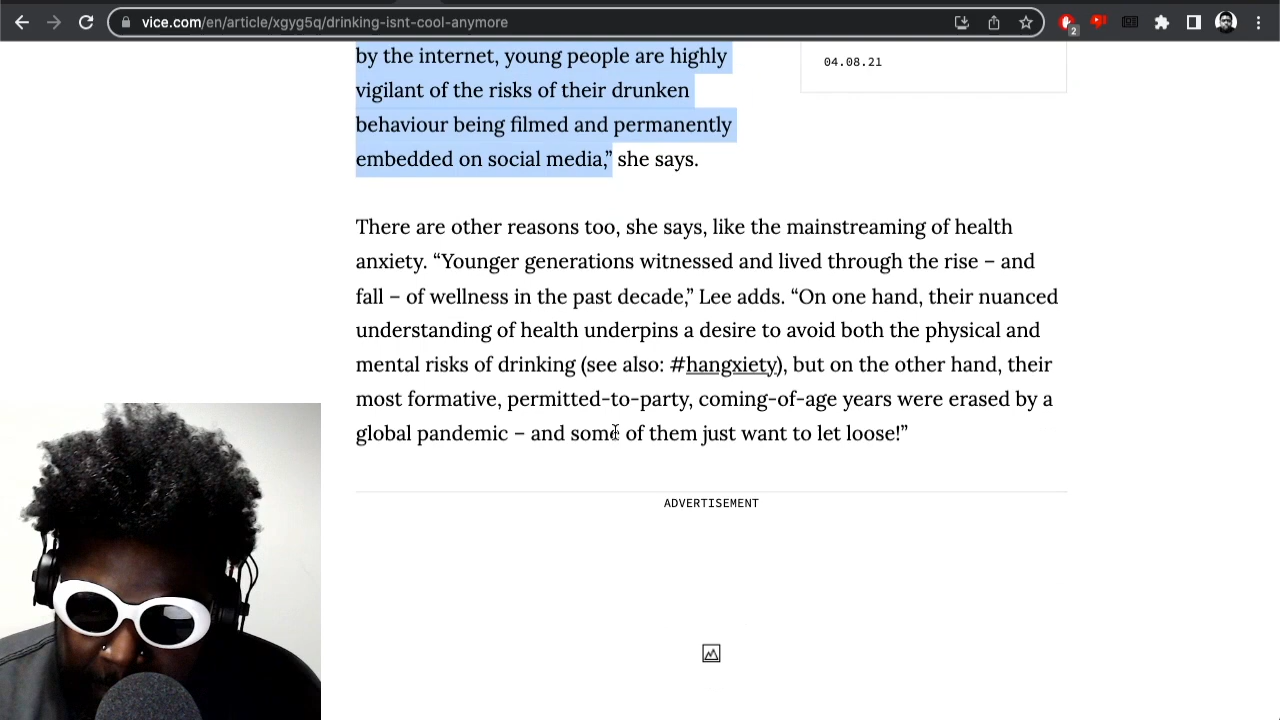 vice.com/en/article/xgyg5q/drinking-isnt-cool-anymore
2
by the internet, young people are highly
vigilant of the risks of their drunken
behaviour being filmed and permanently
embedded on social media,” she says.
04.08.21
There are other reasons too, she says, like the mainstreaming of health
anxiety. “Younger generations witnessed and lived through the rise – and
fall – of wellness in the past decade,” Lee adds. “On one hand, their nuanced
understanding of health underpins a desire to avoid both the physical and
mental risks of drinking (see also: #hangxiety), but on the other hand, their
most formative, permitted-to-party, coming-of-age years were erased by a
global pandemic – and some of them just want to let loose!”
ADVERTISEMENT